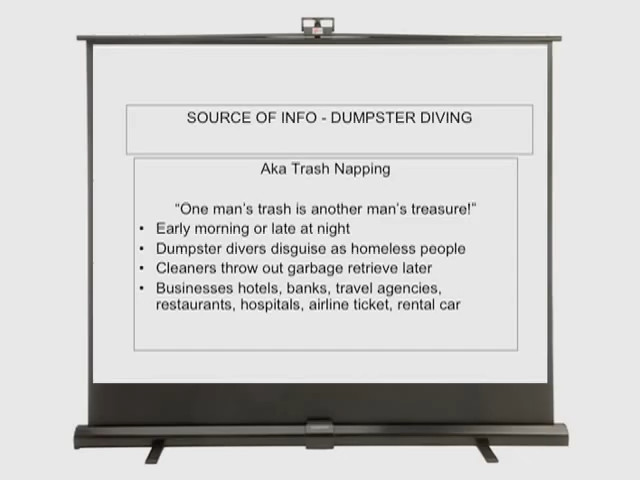 SOURCE OF INFO - DUMPSTER DIVING
Aka Trash Napping
“One man’s trash is another man’s treasure!“
• Early morning or late at night
• Dumpster divers disguise as homeless people
• Cleaners throw out garbage retrieve later
• Businesses hotels, banks, travel agencies,
restaurants, hospitals, airline ticket, rental car